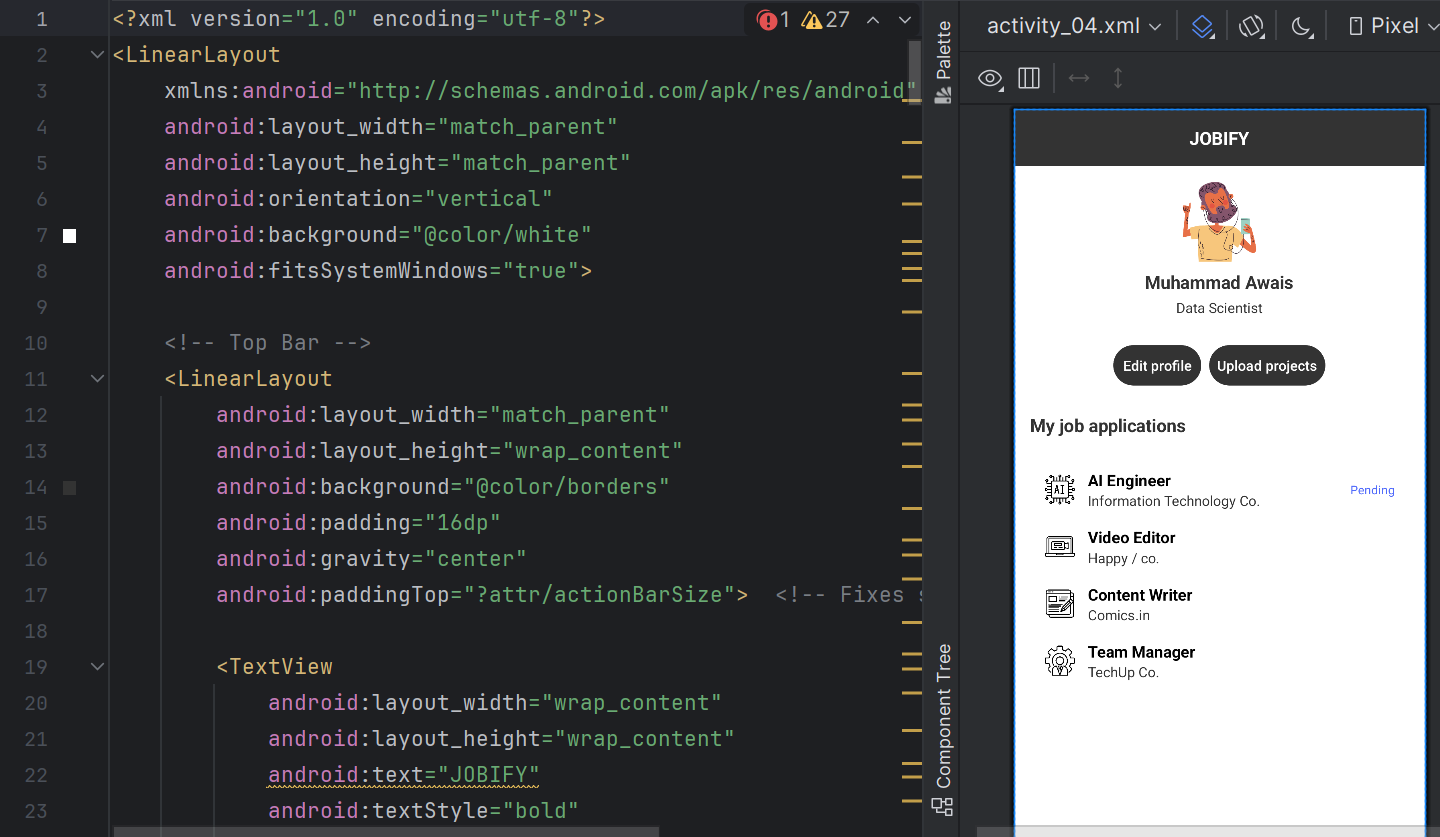 1 <?xml version="1.0" encoding="utf-8"?>
2 <LinearLayout
3 xmlns:android="http://schemas.android.com/apk/res/android"
4 android:layout_width="match_parent"
5 android:layout_height="match_parent"
6 android:orientation="vertical"
7 android:background="@color/white"
8 android:fitsSystemWindows="true">
9
10 <!-- Top Bar -->
11 <LinearLayout
12 android:layout_width="match_parent"
13 android:layout_height="wrap_content"
14 android:background="@color/borders"
15 android:padding="16dp"
16 android:gravity="center"
17 android:paddingTop="?attr/actionBarSize"> <!-- Fixes s
18
19 <TextView
20 android:layout_width="wrap_content"
21 android:layout_height="wrap_content"
22 android:text="JOBIFY"
23 android:textStyle="bold"
1 27
Palette
Component Tree
activity_04.xml
Pixel
JOBIFY
Muhammad Awais
Data Scientist
Edit profile
Upload projects
My job applications
AI
AI Engineer
Information Technology Co.
Pending
Video Editor
Happy / co.
Content Writer
Comics.in
Team Manager
TechUp Co.